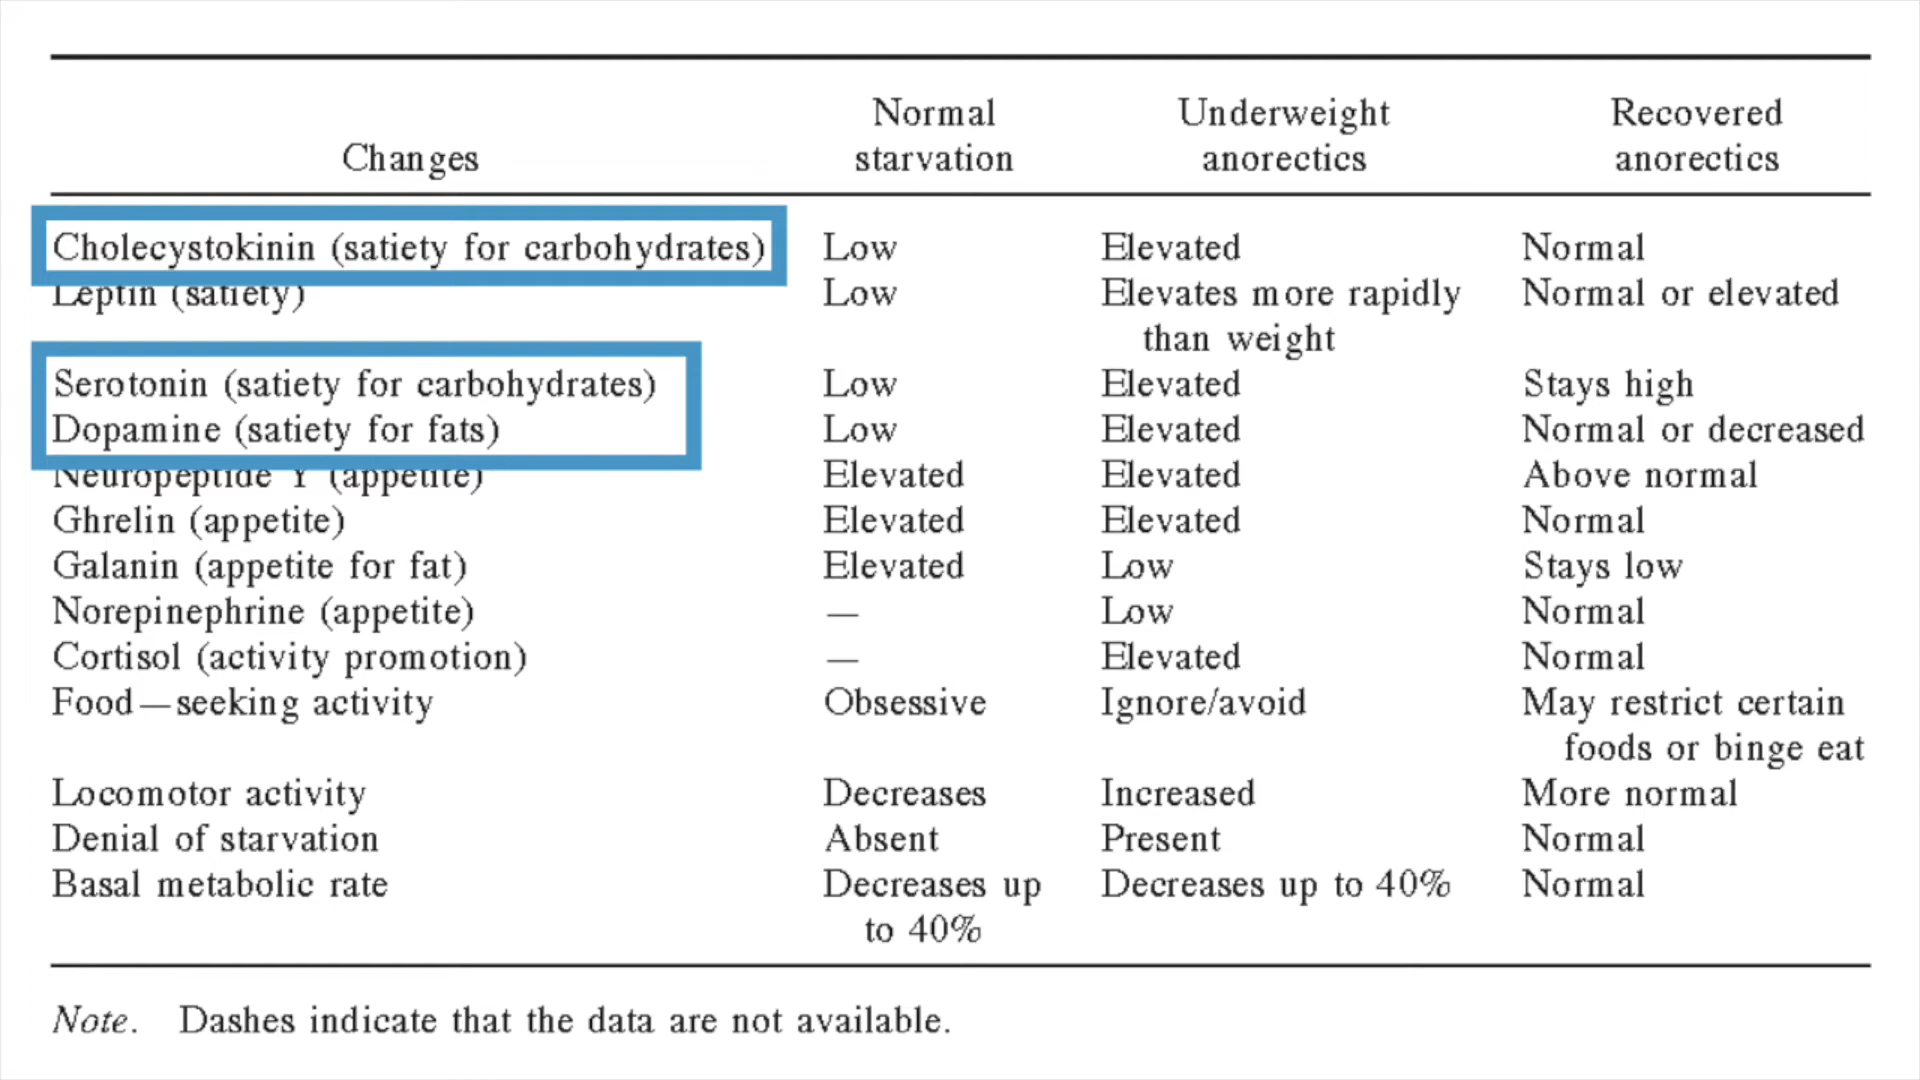 Changes Normal starvation Underweight anorectics Recovered anorectics
Cholecystokinin (satiety for carbohydrates) Low Elevated Normal
Leptin (satiety) Low Elevates more rapidly than weight Normal or elevated
Serotonin (satiety for carbohydrates) Low Elevated Stays high
Dopamine (satiety for fats) Low Elevated Normal or decreased
Neuropeptide Y (appetite) Elevated Elevated Above normal
Ghrelin (appetite) Elevated Elevated Normal
Galanin (appetite for fat) Elevated Low Stays low
Norepinephrine (appetite) — Low Normal
Cortisol (activity promotion) — Elevated Normal
Food—seeking activity Obsessive Ignore/avoid May restrict certain foods or binge eat
Locomotor activity Decreases Increased More normal
Denial of starvation Absent Present Normal
Basal metabolic rate Decreases up to 40% Decreases up to 40% Normal
Note. Dashes indicate that the data are not available.